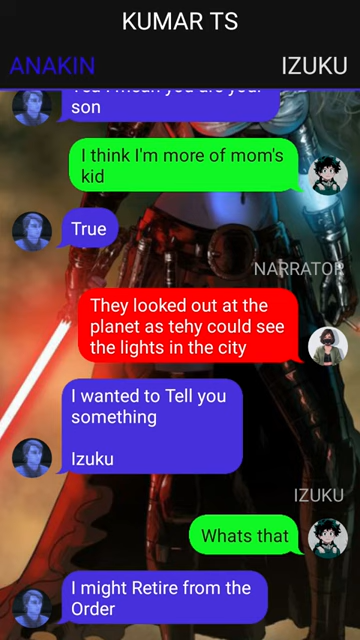 KUMAR TS
ANAKIN
IZUKU
son
I think I'm more of mom's
kid
True
NARRATOR
They looked out at the
planet as tehy could see
the lights in the city
I wanted to Tell you
something
Izuku
IZUKU
Whats that
I might Retire from the
Order